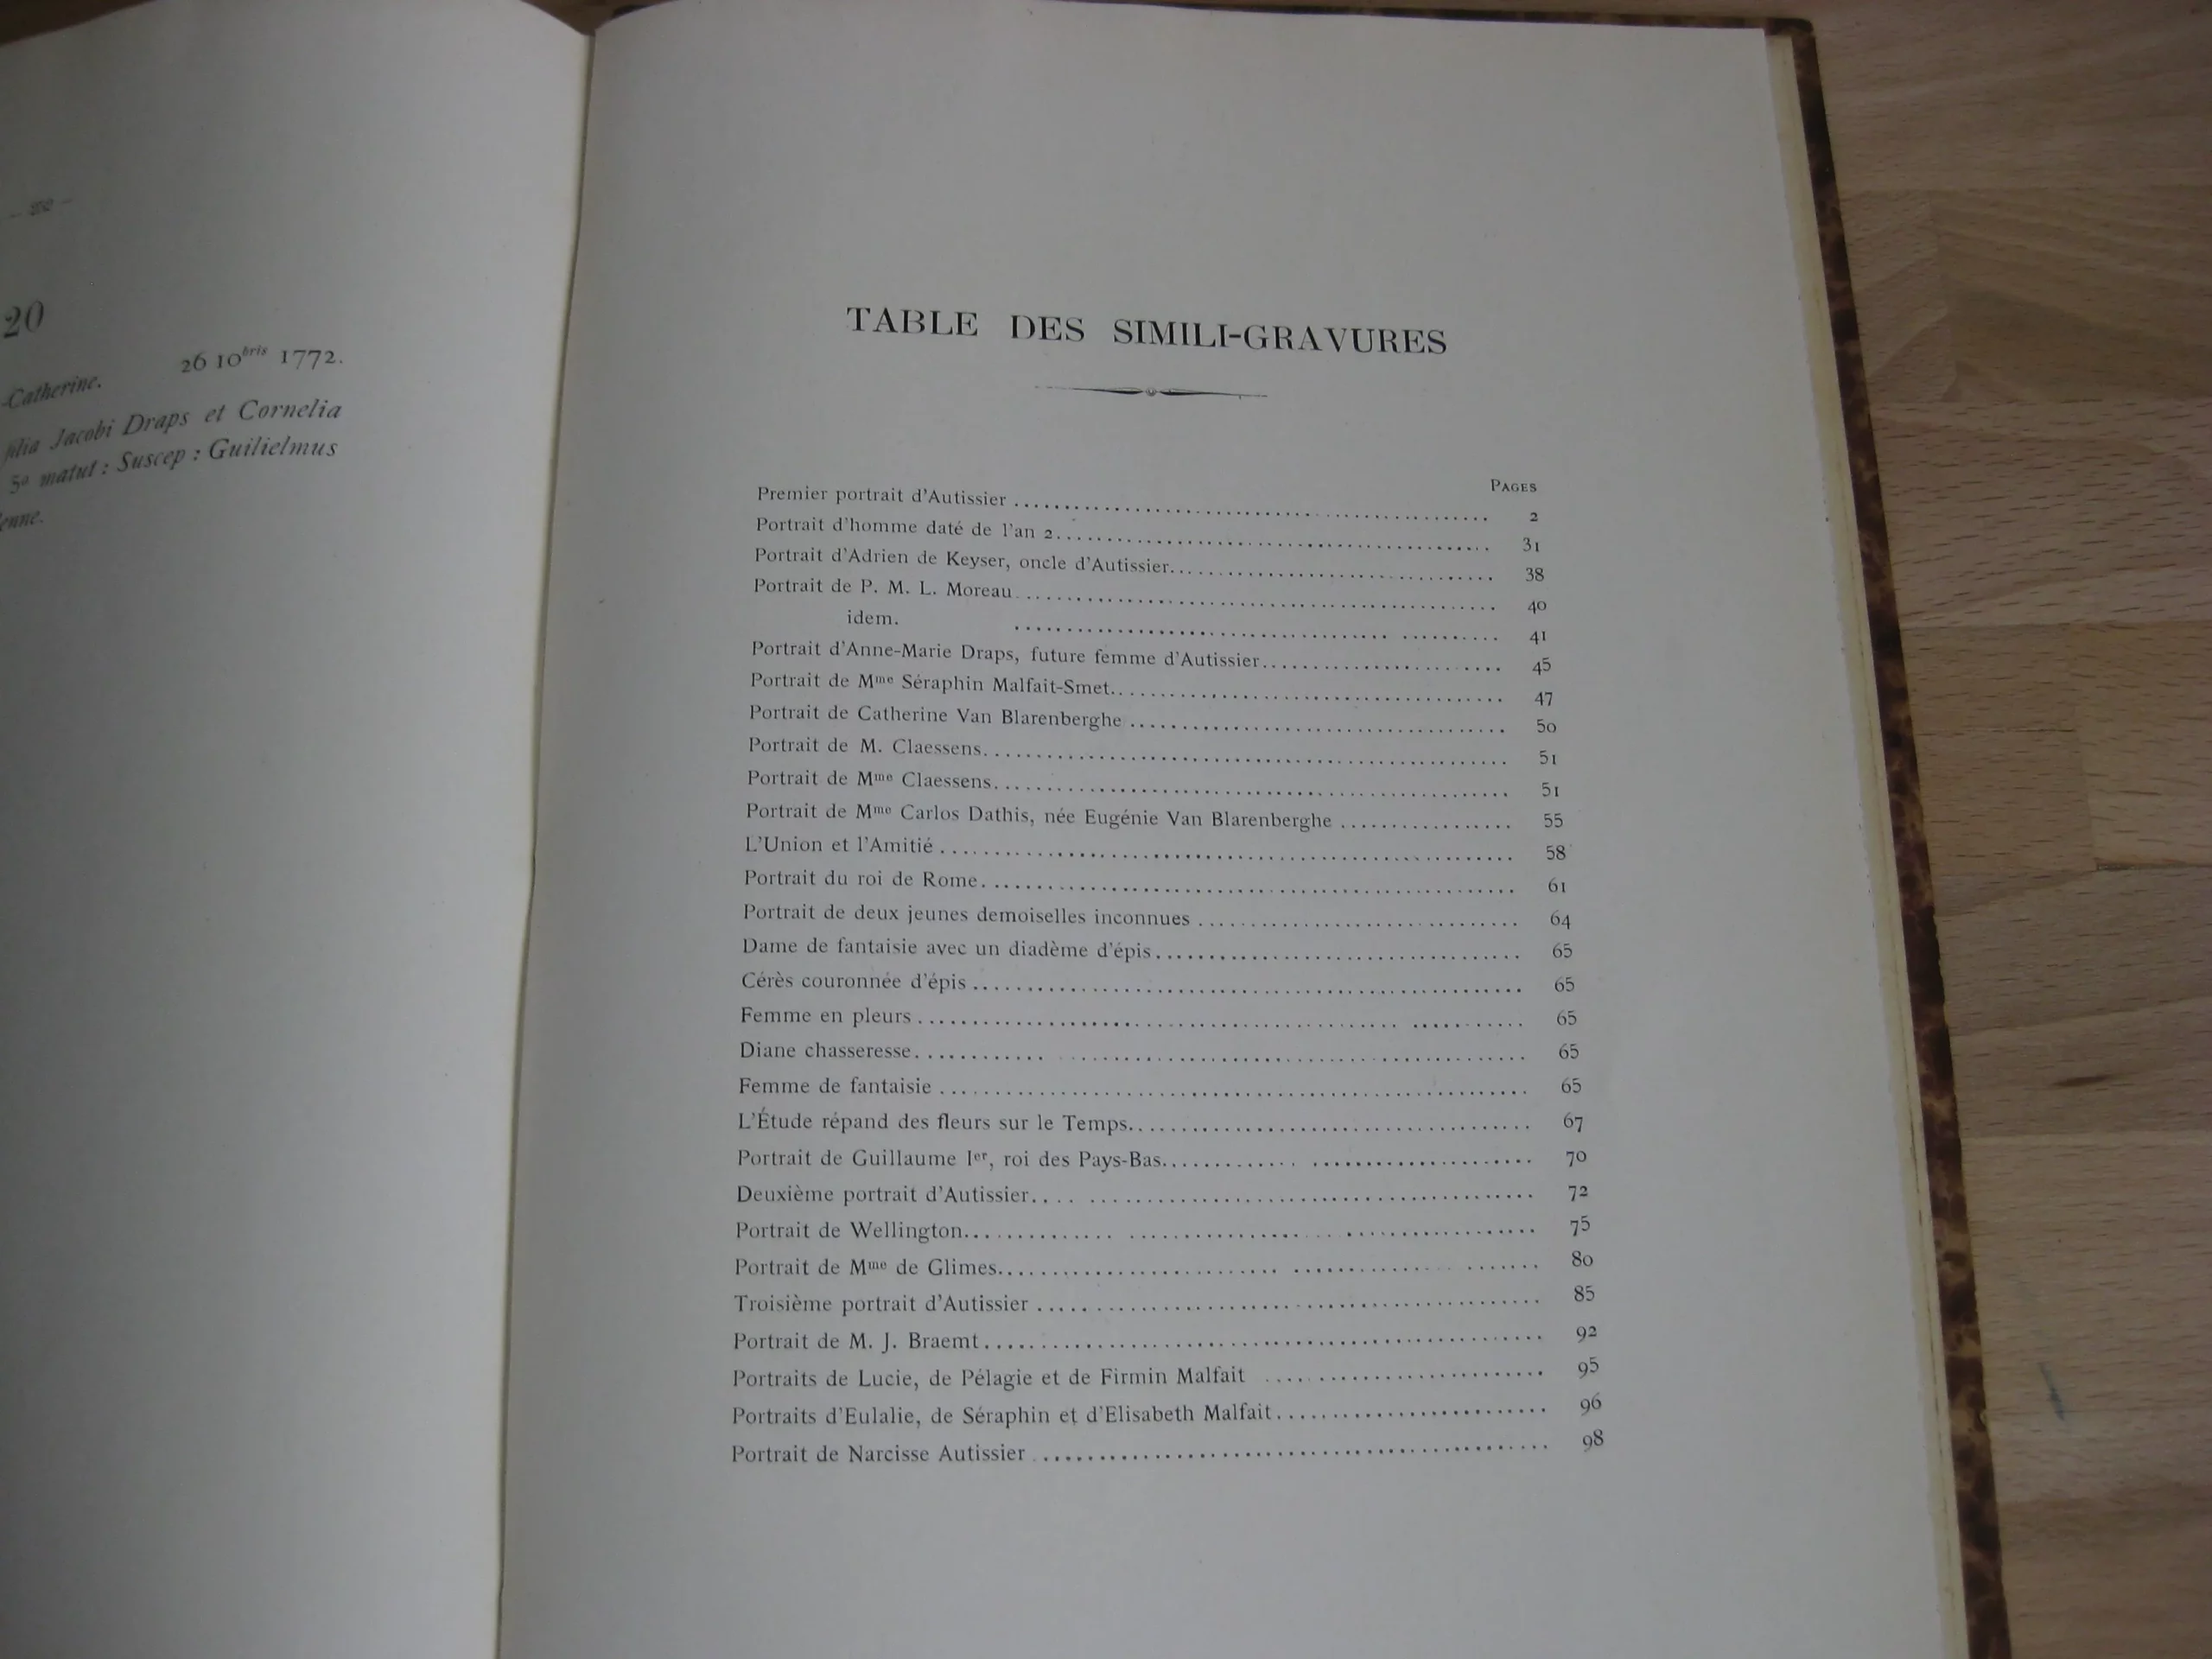 20
26 10bris 1772.
-Catherine.
filia Jacobi Draps et Cornelia
5a matut : Suscep : Guilielmus
TABLE DES SIMILI-GRAVURES
PAGES
Premier portrait d'Autissier ........ 2
Portrait d'homme daté de l'an 2........ 31
Portrait d'Adrien de Keyser, oncle d'Autissier........ 38
Portrait de P. M. L. Moreau........ 40
idem. ........ 41
Portrait d'Anne-Marie Draps, future femme d'Autissier........ 45
Portrait de Mme Séraphin Malfait-Smet........ 47
Portrait de Catherine Van Blarenberghe ........ 50
Portrait de M. Claessens........ 51
Portrait de Mme Claessens........ 51
Portrait de Mme Carlos Dathis, née Eugénie Van Blarenberghe ........ 55
L'Union et l'Amitié ........ 58
Portrait du roi de Rome........ 61
Portrait de deux jeunes demoiselles inconnues ........ 64
Dame de fantaisie avec un diadème d'épis........ 65
Cérès couronnée d'épis ........ 65
Femme en pleurs ........ 65
Diane chasseresse........ 65
Femme de fantaisie ........ 65
L'Étude répand des fleurs sur le Temps........ 67
Portrait de Guillaume Ier, roi des Pays-Bas........ 70
Deuxième portrait d'Autissier........ 72
Portrait de Wellington........ 75
Portrait de Mme de Glimes........ 80
Troisième portrait d'Autissier ........ 85
Portrait de M. J. Braemt........ 92
Portraits de Lucie, de Pélagie et de Firmin Malfait ........ 95
Portraits d'Eulalie, de Séraphin et d'Elisabeth Malfait........ 96
Portrait de Narcisse Autissier ........ 98